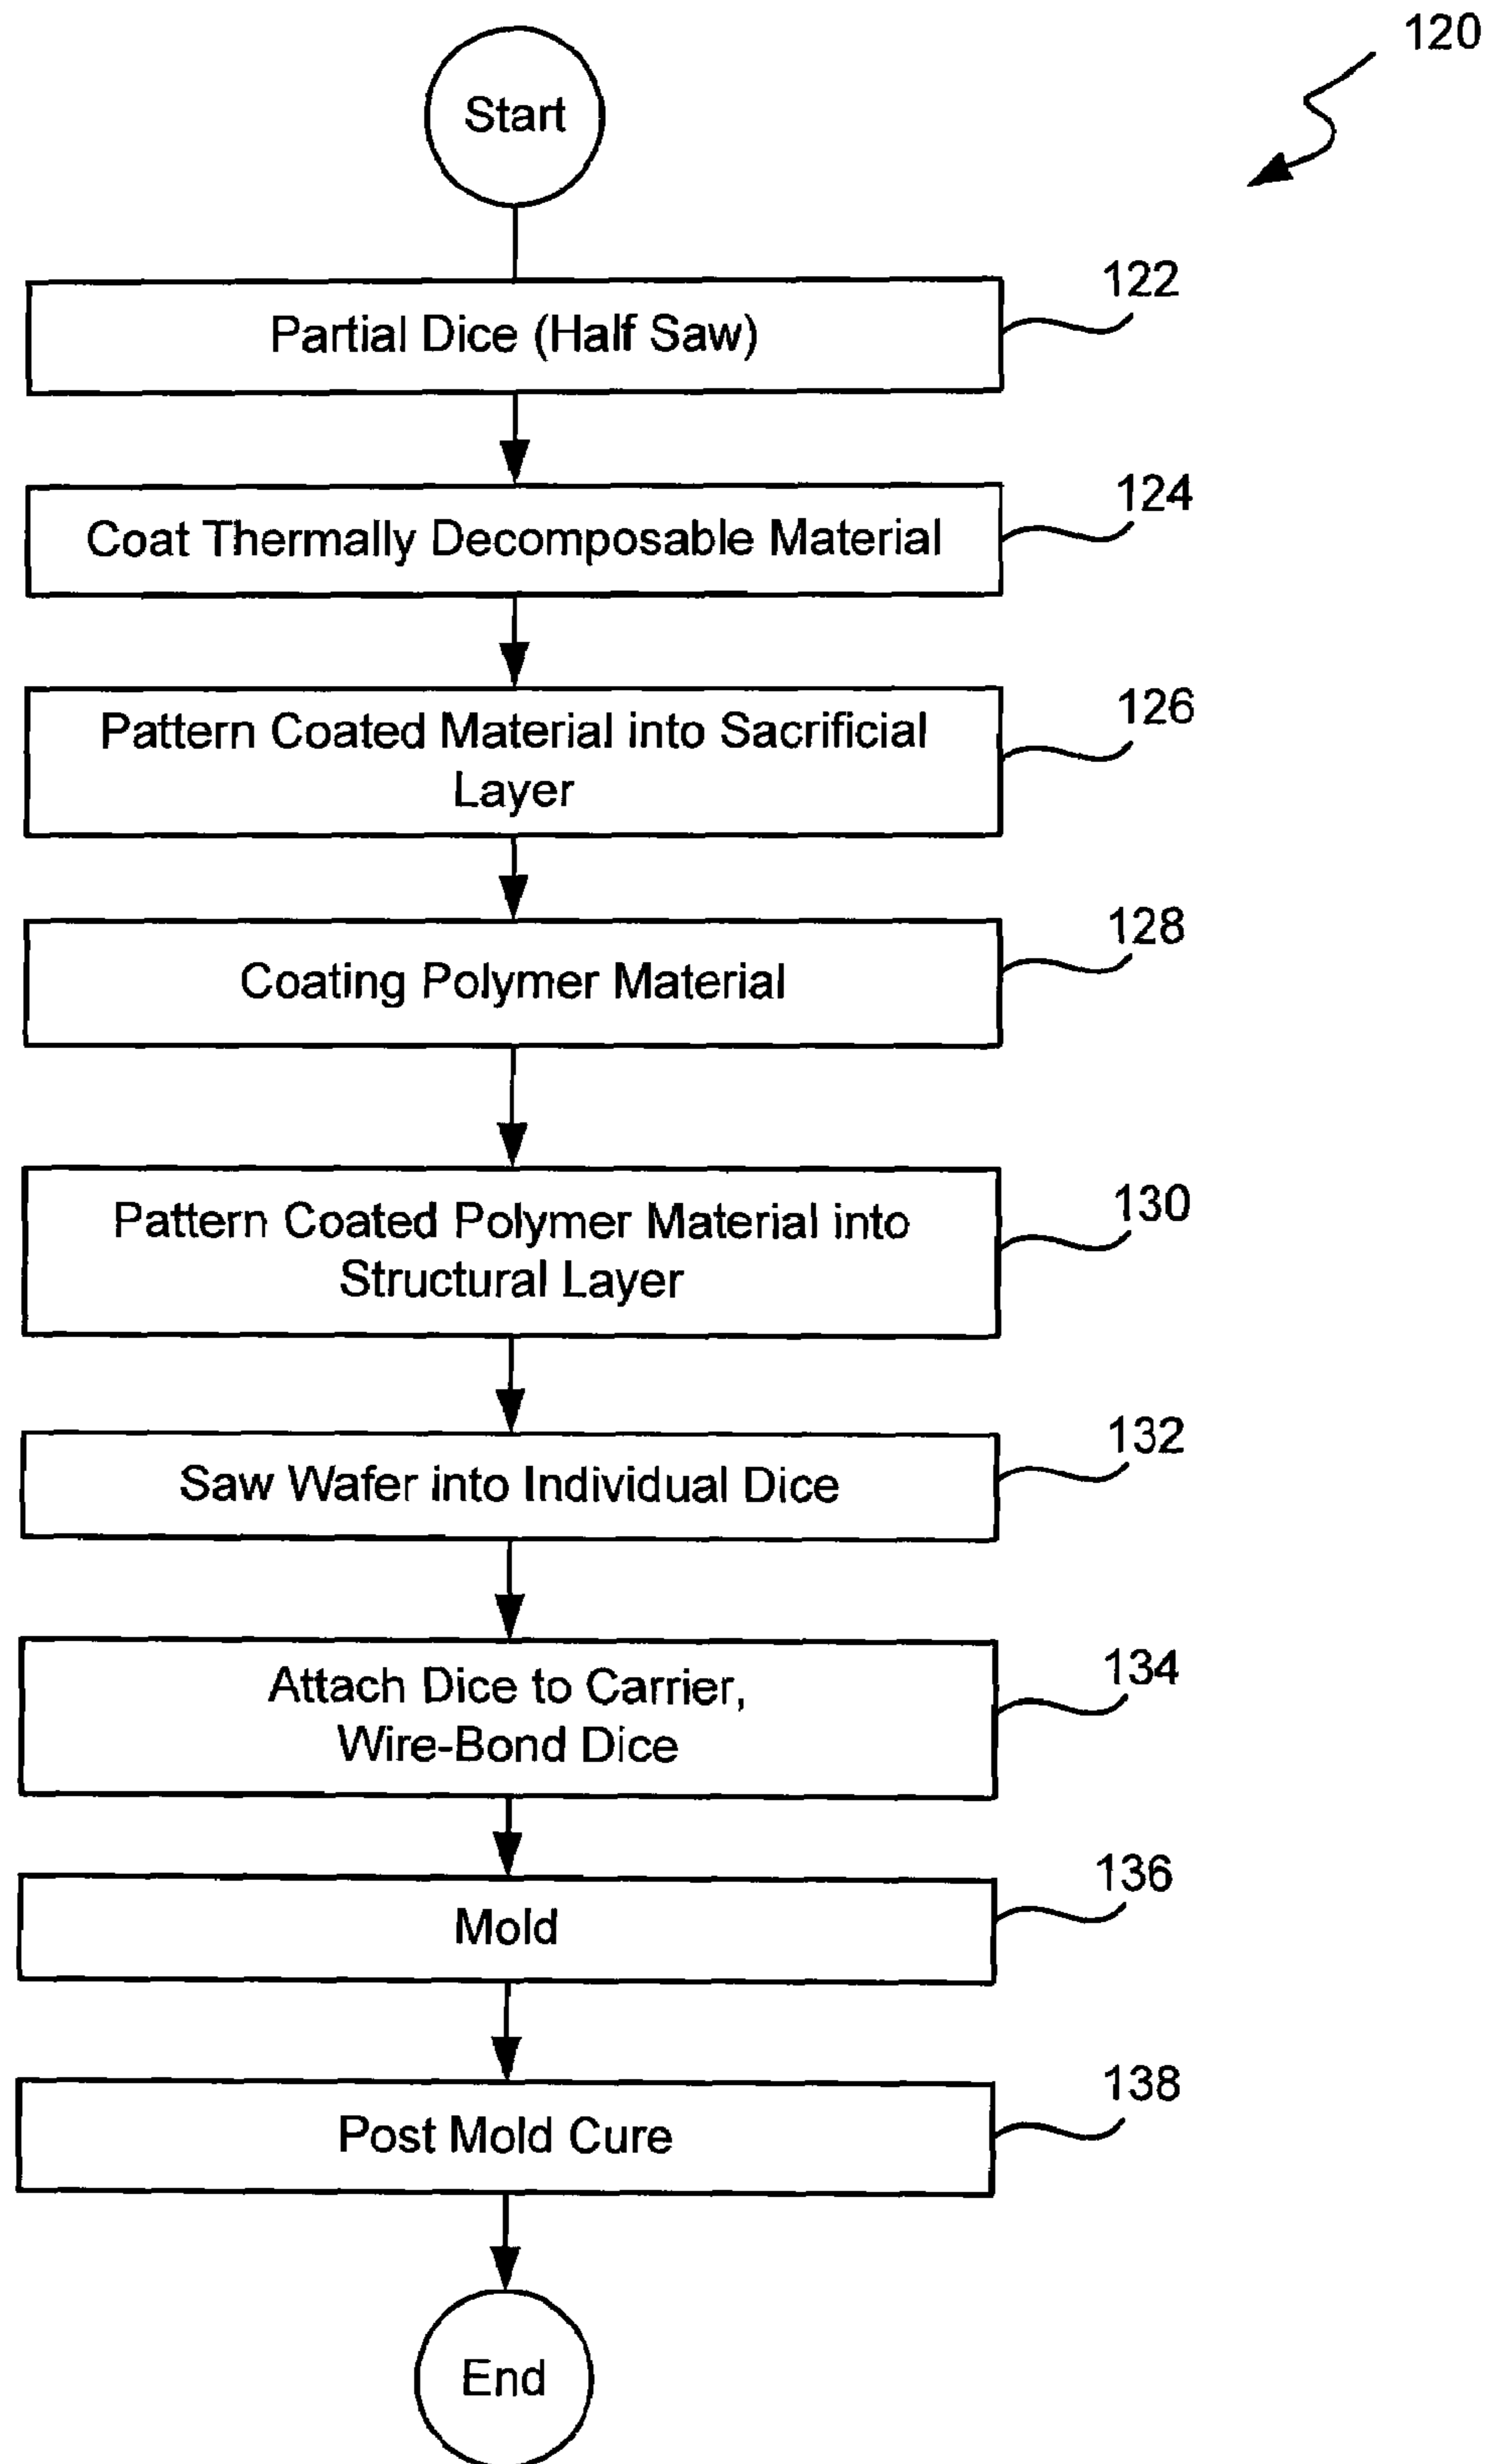 120
Start
122
Partial Dice (Half Saw)
124
Coat Thermally Decomposable Material
126
Pattern Coated Material into Sacrificial
Layer
128
Coating Polymer Material
130
Pattern Coated Polymer Material into
Structural Layer
132
Saw Wafer into Individual Dice
134
Attach Dice to Carrier,
Wire-Bond Dice
136
Mold
138
Post Mold Cure
End